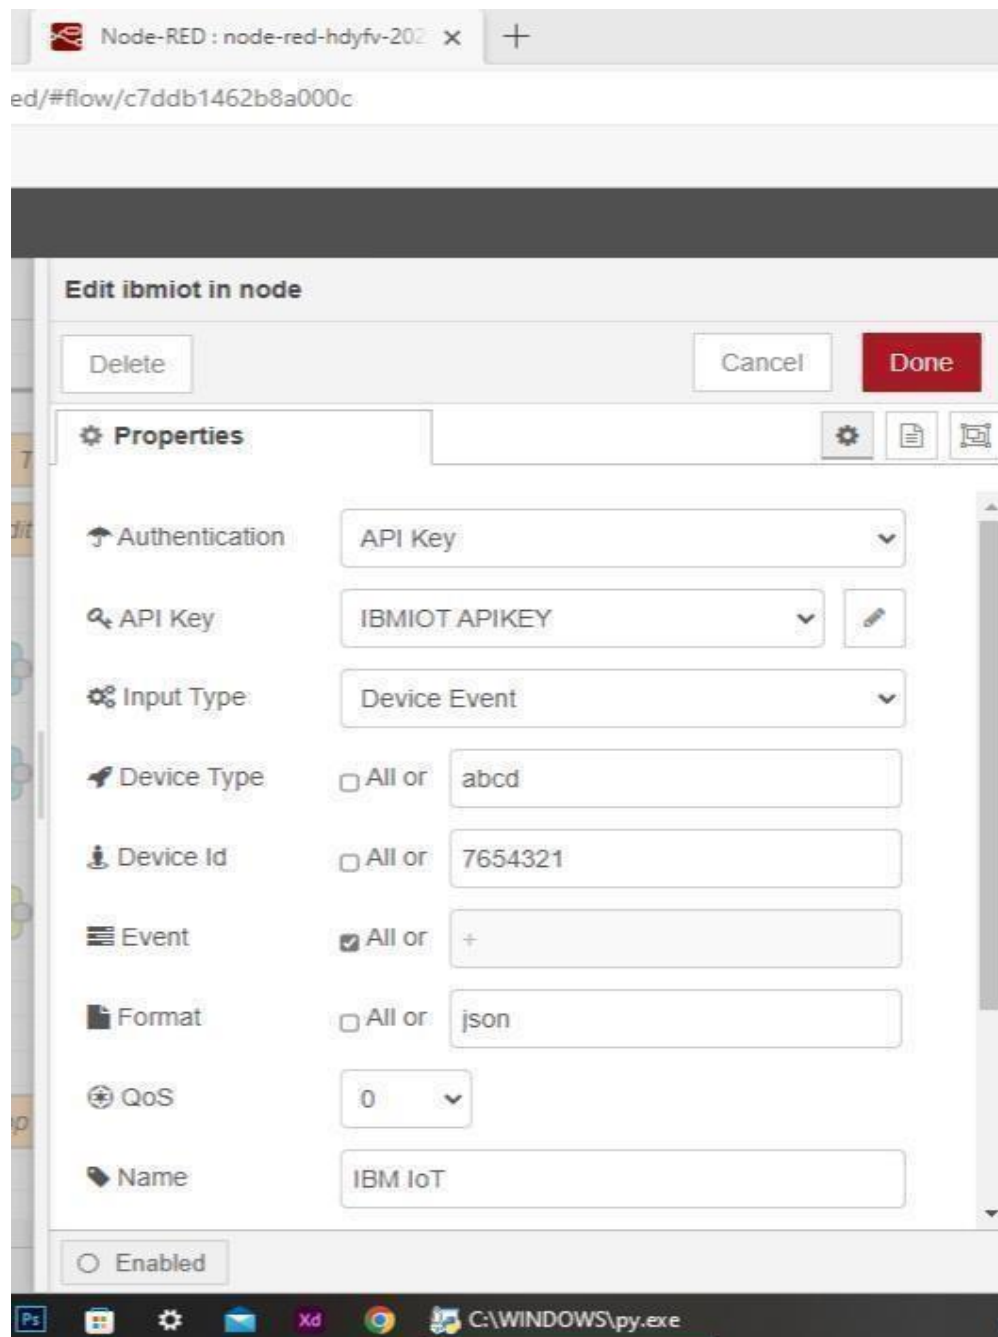 Node-RED : node-red-hdyfv-202
ed/#flow/c7ddb1462b8a000c
Edit ibmiot in node
Delete Cancel Done
Properties
Authentication API Key
API Key IBMIOT APIKEY
Input Type Device Event
Device Type All or abcd
Device Id All or 7654321
Event All or +
Format All or json
QoS 0
Name IBM IoT
Enabled
Ps Xd C:\WINDOWS\py.exe